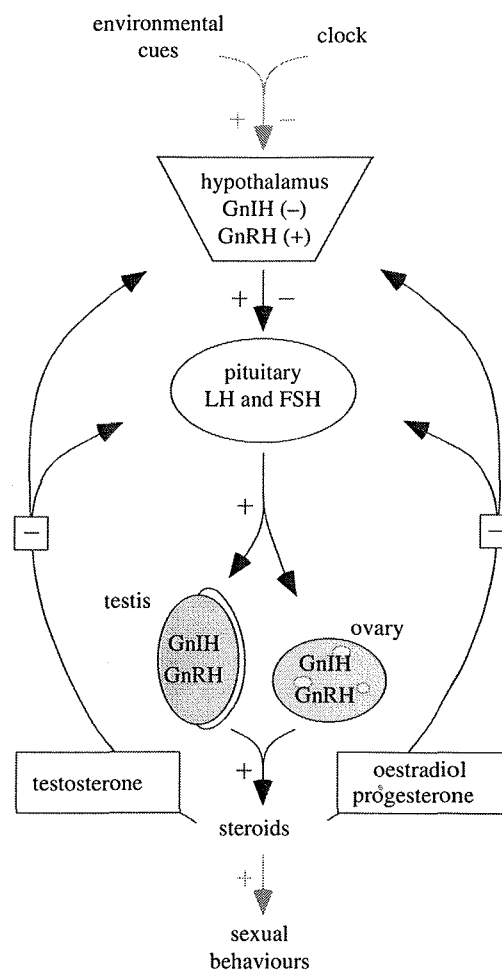 environmental
cues
clock
+ −
hypothalamus
GnIH (−)
GnRH (+)
+ −
pituitary
LH and FSH
+
−
−
testis
GnIH
GnRH
ovary
GnIH
GnRH
+
testosterone
oestradiol
progesterone
steroids
+
sexual
behaviours